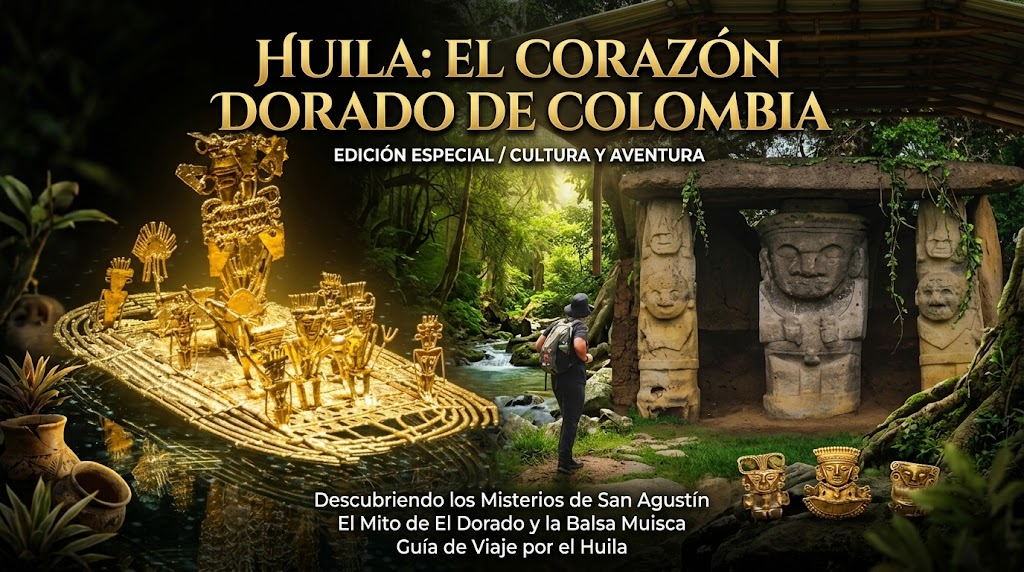 HUILA: EL CORAZÓN
DORADO DE COLOMBIA
EDICIÓN ESPECIAL / CULTURA Y AVENTURA
Descubriendo los Misterios de San Agustín
El Mito de El Dorado y la Balsa Muisca
Guía de Viaje por el Huila